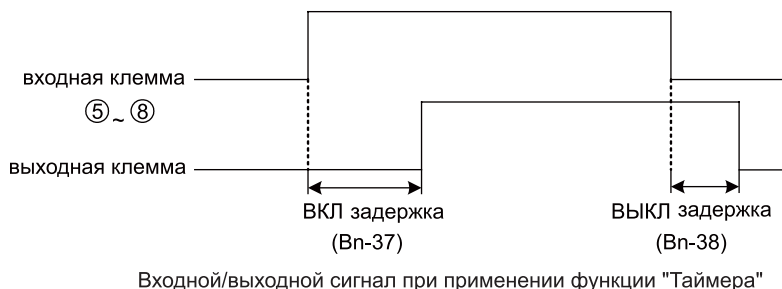 входная клемма
⑤~⑧
выходная клемма
ВКЛ задержка
(Bn-37)
ВЫКЛ задержка
(Bn-38)
Входной/выходной сигнал при применении функции "Таймера"